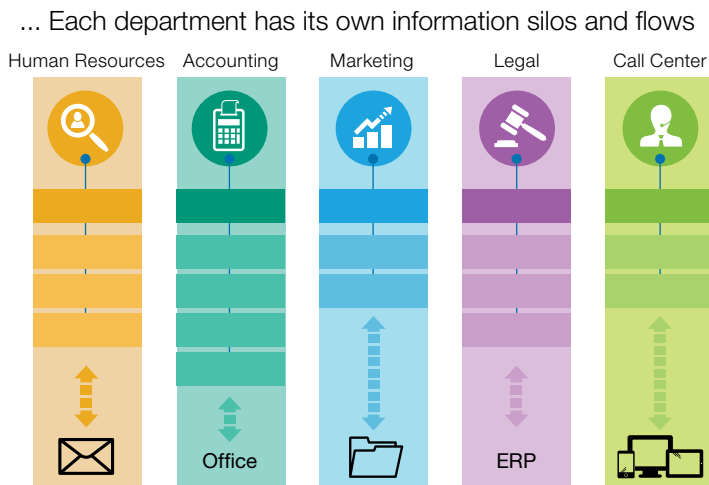 ... Each department has its own information silos and flows
Human Resources
Accounting
Marketing
Legal
Call Center
Office
ERP